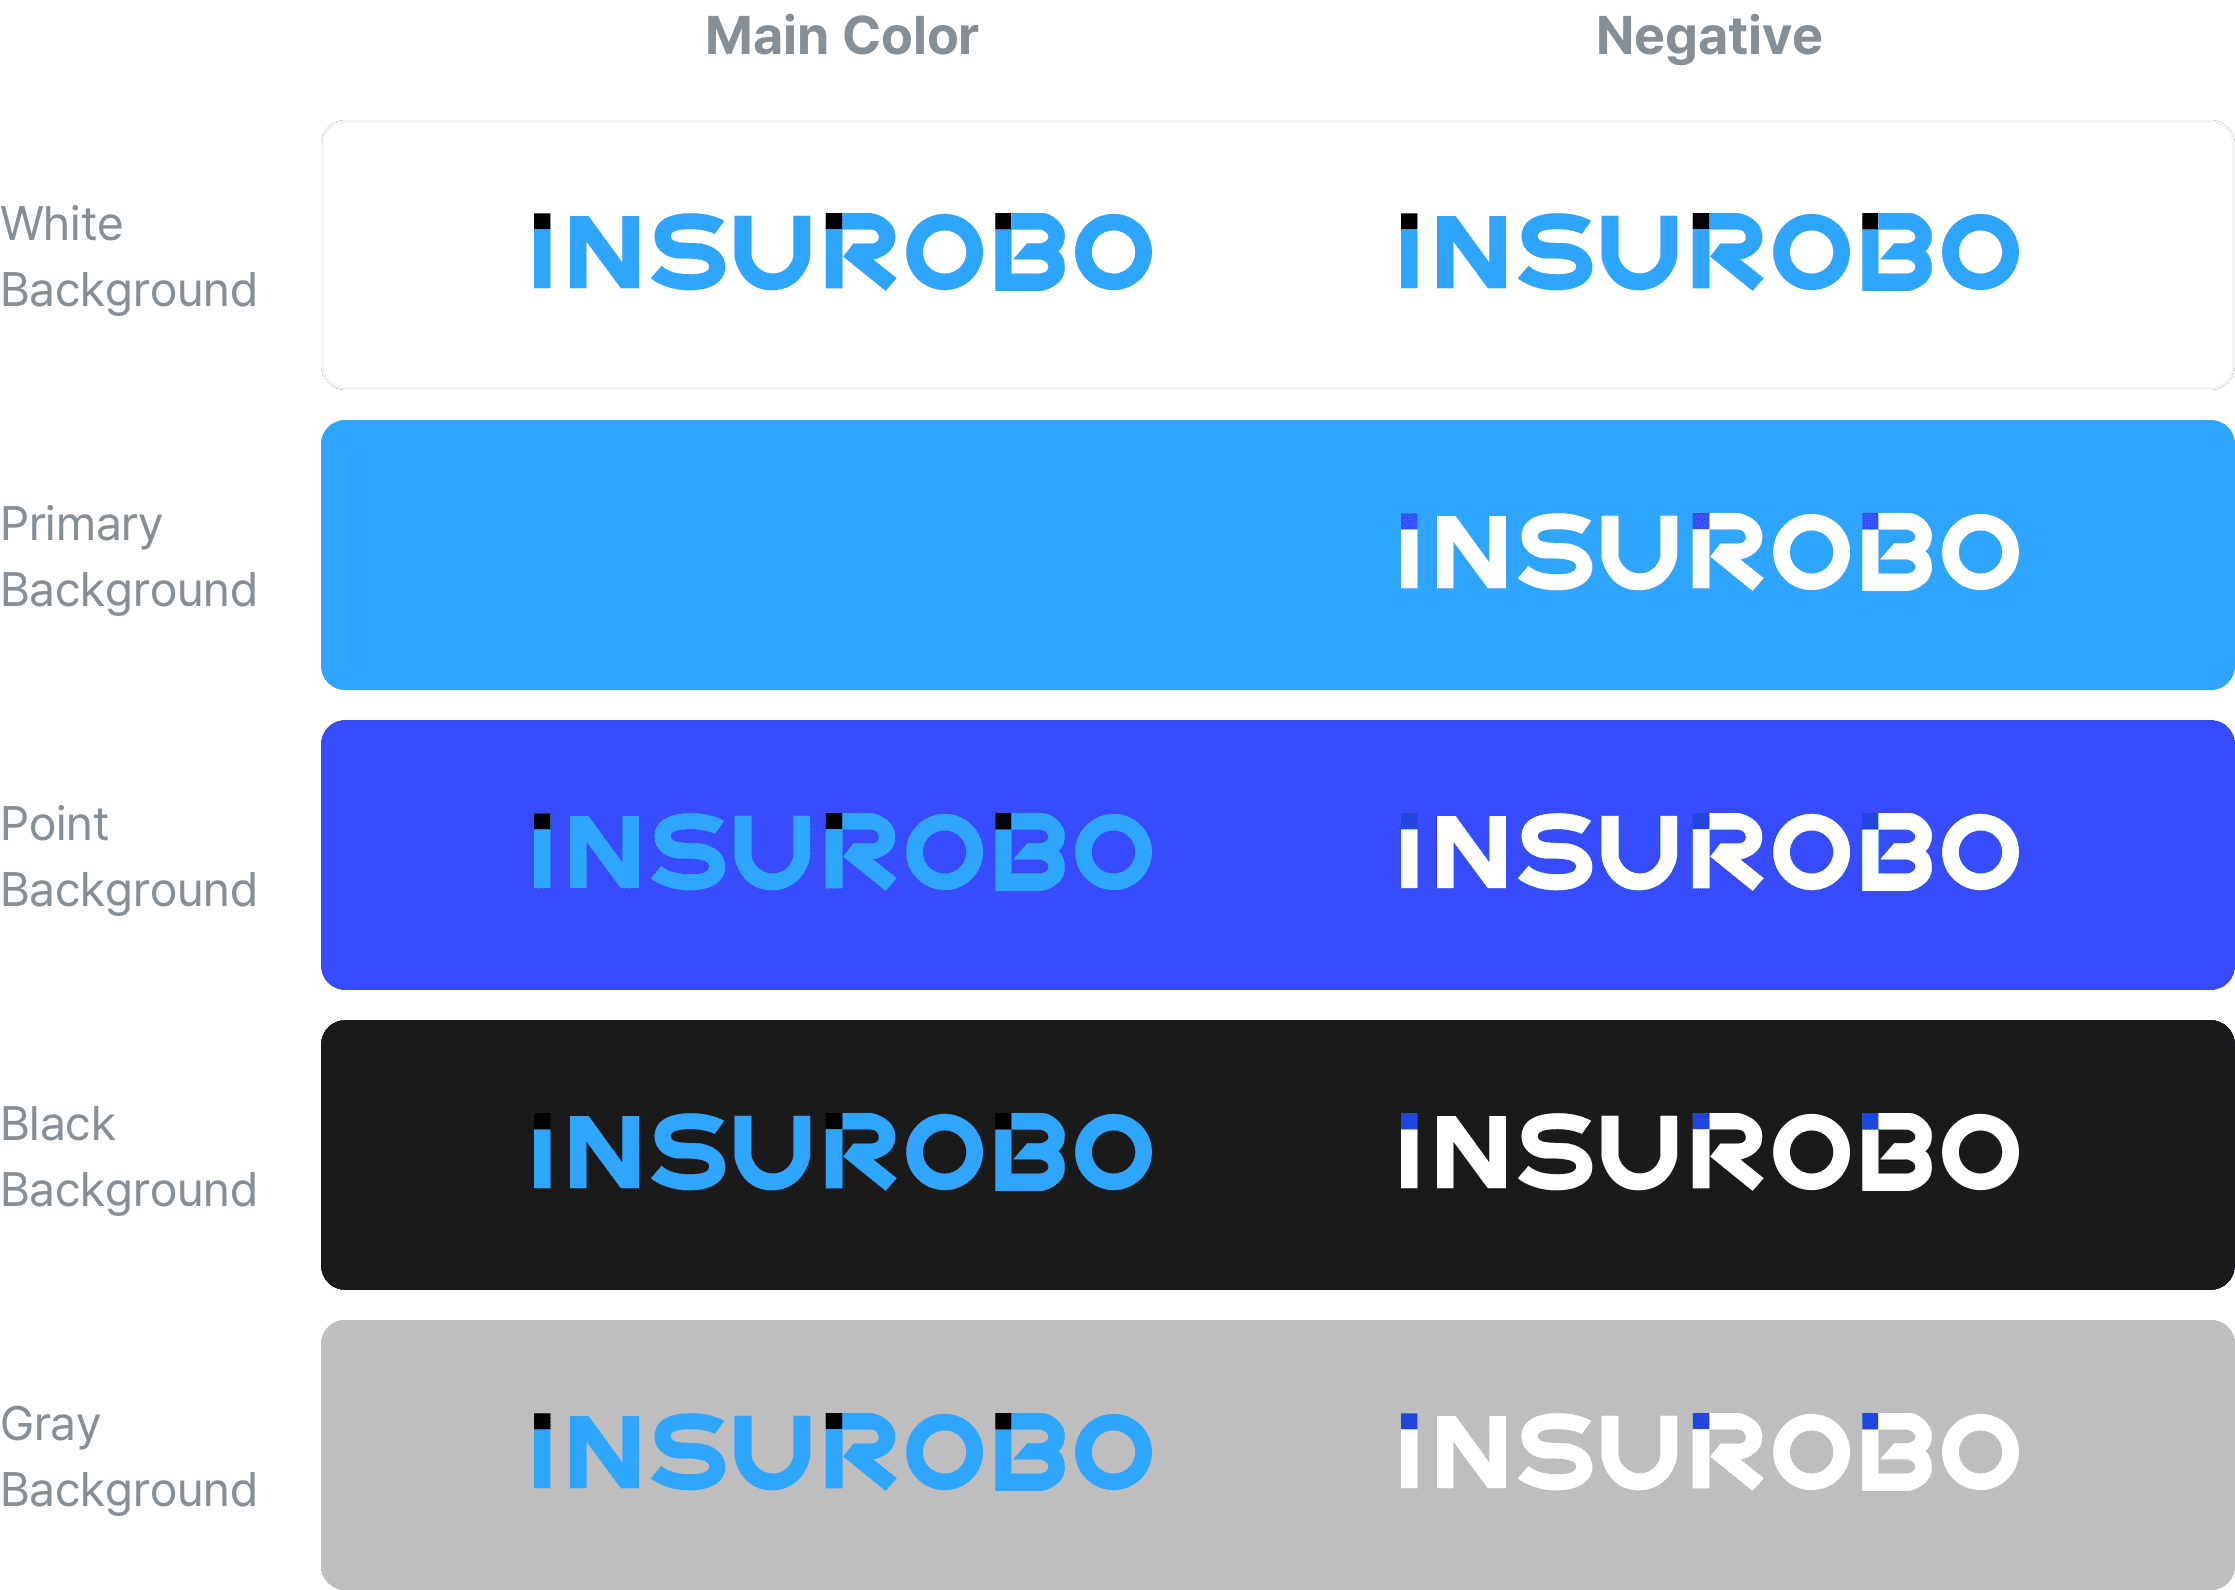 Main Color Negative
White
Background
iNSUROBO iNSUROBO
Primary
Background
iNSUROBO
Point
Background
iNSUROBO iNSUROBO
Black
Background
iNSUROBO iNSUROBO
Gray
Background
iNSUROBO iNSUROBO